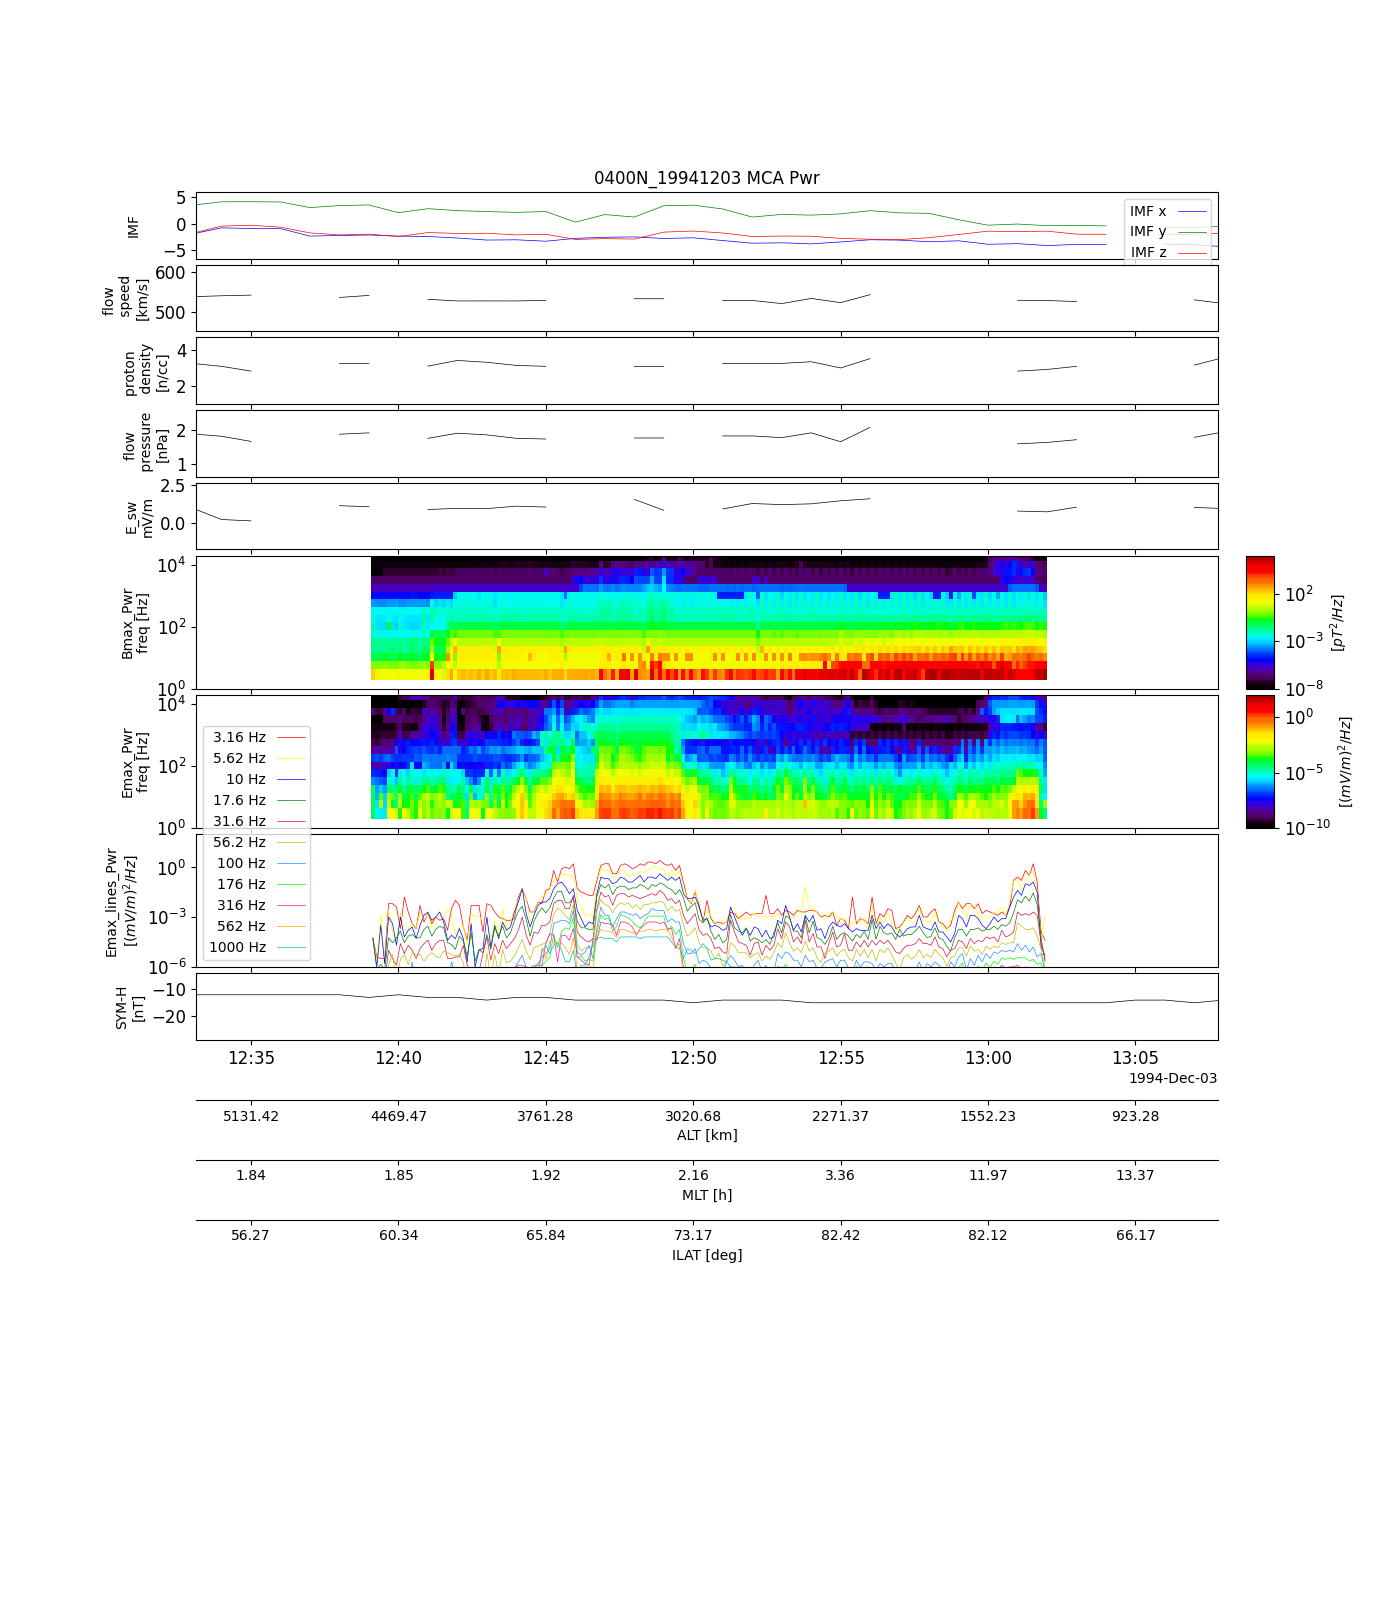 0400N_19941203 MCA Pwr
IMF
5
0
−5
IMF x
IMF y
IMF z
flow
speed
[km/s]
600
500
proton
density
[n/cc]
4
2
flow
pressure
[nPa]
2
1
E_sw
mV/m
2.5
0.0
Bmax_Pwr
freq [Hz]
10^4
10^2
10^0
10^2
10^−3
10^−8
[pT^2/Hz]
Emax_Pwr
freq [Hz]
10^4
10^2
10^0
10^0
10^−5
10^−10
[(mV/m)^2/Hz]
3.16 Hz
5.62 Hz
10 Hz
17.6 Hz
31.6 Hz
56.2 Hz
100 Hz
176 Hz
316 Hz
562 Hz
1000 Hz
Emax_lines_Pwr
[(mV/m)^2/Hz]
10^0
10^−3
10^−6
SYM-H
[nT]
−10
−20
12:35 12:40 12:45 12:50 12:55 13:00 13:05
1994-Dec-03
5131.42 4469.47 3761.28 3020.68 2271.37 1552.23 923.28
ALT [km]
1.84 1.85 1.92 2.16 3.36 11.97 13.37
MLT [h]
56.27 60.34 65.84 73.17 82.42 82.12 66.17
ILAT [deg]